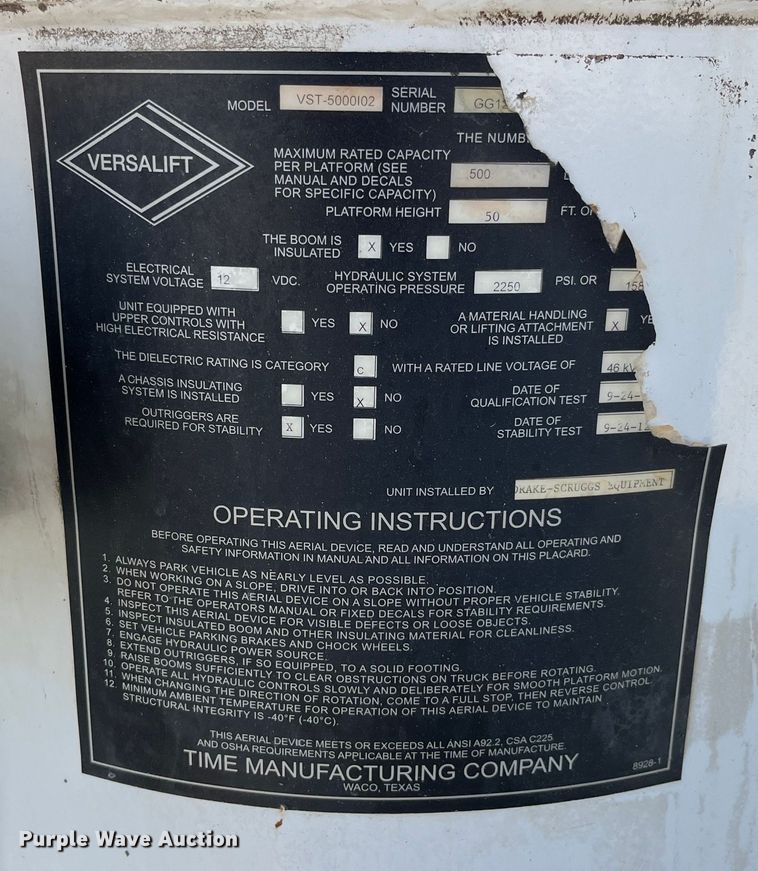 MODEL VST-5000I02 SERIAL NUMBER GG12
VERSALIFT
THE NUMB
MAXIMUM RATED CAPACITY
PER PLATFORM (SEE
MANUAL AND DECALS
FOR SPECIFIC CAPACITY) 500
PLATFORM HEIGHT 50 FT. OR
THE BOOM IS
INSULATED X YES NO
ELECTRICAL
SYSTEM VOLTAGE 12 VDC. HYDRAULIC SYSTEM
OPERATING PRESSURE 2250 PSI. OR 158
UNIT EQUIPPED WITH
UPPER CONTROLS WITH
HIGH ELECTRICAL RESISTANCE YES X NO
A MATERIAL HANDLING
OR LIFTING ATTACHMENT
IS INSTALLED X YE
THE DIELECTRIC RATING IS CATEGORY C WITH A RATED LINE VOLTAGE OF 46 kV
A CHASSIS INSULATING
SYSTEM IS INSTALLED YES X NO
DATE OF
QUALIFICATION TEST 9-24-
OUTRIGGERS ARE
REQUIRED FOR STABILITY X YES NO
DATE OF
STABILITY TEST 9-24-12
UNIT INSTALLED BY DRAKE-SCRUGGS EQUIPMENT
OPERATING INSTRUCTIONS
BEFORE OPERATING THIS AERIAL DEVICE, READ AND UNDERSTAND ALL OPERATING AND
SAFETY INFORMATION IN MANUAL AND ALL INFORMATION ON THIS PLACARD.
1. ALWAYS PARK VEHICLE AS NEARLY LEVEL AS POSSIBLE.
2. WHEN WORKING ON A SLOPE, DRIVE INTO OR BACK INTO POSITION.
3. DO NOT OPERATE THIS AERIAL DEVICE ON A SLOPE WITHOUT PROPER VEHICLE STABILITY.
REFER TO THE OPERATORS MANUAL OR FIXED DECALS FOR STABILITY REQUIREMENTS.
4. INSPECT THIS AERIAL DEVICE FOR VISIBLE DEFECTS OR LOOSE OBJECTS.
5. INSPECT INSULATED BOOM AND OTHER INSULATING MATERIAL FOR CLEANLINESS.
6. SET VEHICLE PARKING BRAKES AND CHOCK WHEELS.
7. ENGAGE HYDRAULIC POWER SOURCE.
8. EXTEND OUTRIGGERS, IF SO EQUIPPED, TO A SOLID FOOTING.
9. RAISE BOOMS SUFFICIENTLY TO CLEAR OBSTRUCTIONS ON TRUCK BEFORE ROTATING.
10. OPERATE ALL HYDRAULIC CONTROLS SLOWLY AND DELIBERATELY FOR SMOOTH PLATFORM MOTION.
11. WHEN CHANGING THE DIRECTION OF ROTATION, COME TO A FULL STOP, THEN REVERSE CONTROL.
12. MINIMUM AMBIENT TEMPERATURE FOR OPERATION OF THIS AERIAL DEVICE TO MAINTAIN
STRUCTURAL INTEGRITY IS -40°F (-40°C).
THIS AERIAL DEVICE MEETS OR EXCEEDS ALL ANSI A92.2, CSA C225
AND OSHA REQUIREMENTS APPLICABLE AT THE TIME OF MANUFACTURE.
TIME MANUFACTURING COMPANY
WACO, TEXAS
8928-1
Purple Wave Auction